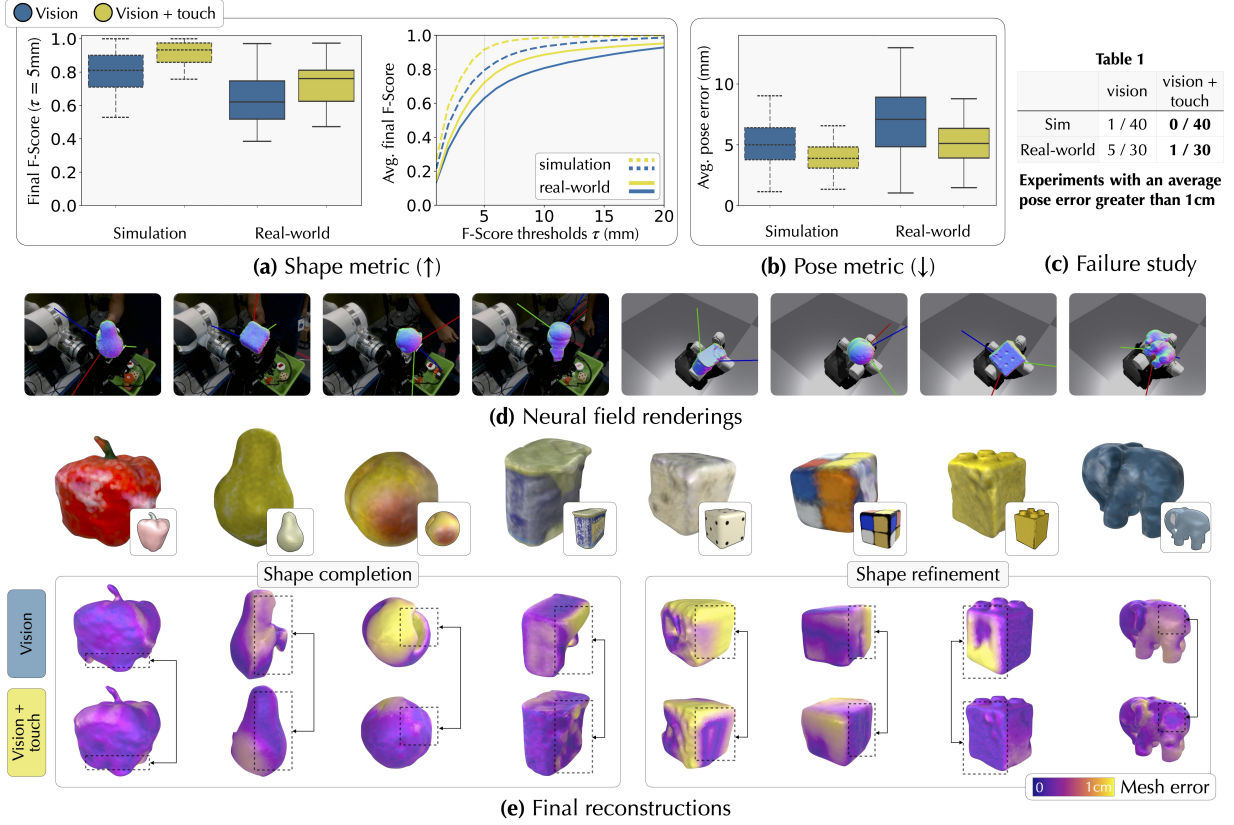 Vision
Vision + touch
Final F-Score (τ = 5mm)
1.0
0.8
0.6
0.4
0.2
0.0
Simulation
Real-world
Avg. final F-Score
1.0
0.8
0.6
0.4
0.2
0.0
simulation
real-world
0
5
10
15
20
F-Score thresholds τ (mm)
(a) Shape metric (↑)
Avg. pose error (mm)
10
5
0
Simulation
Real-world
(b) Pose metric (↓)
Table 1
vision
vision +
touch
Sim
1 / 40
0 / 40
Real-world
5 / 30
1 / 30
Experiments with an average
pose error greater than 1cm
(c) Failure study
(d) Neural field renderings
Shape completion
Shape refinement
Vision
Vision +
touch
0
1cm
Mesh error
(e) Final reconstructions